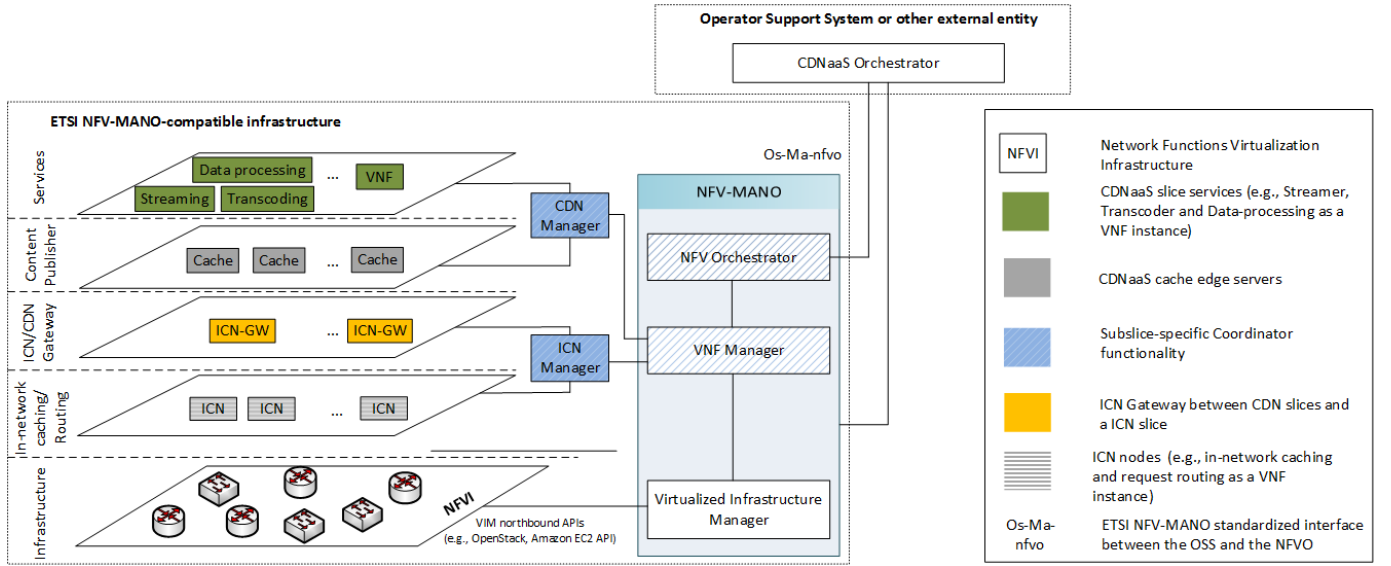 Operator Support System or other external entity
CDNaaS Orchestrator
ETSI NFV-MANO-compatible infrastructure
Os-Ma-nfvo
Services
Data processing
...
VNF
Streaming
Transcoding
CDN
Manager
Content
Publisher
Cache
Cache
...
Cache
ICN/CDN
Gateway
ICN-GW
...
ICN-GW
ICN
Manager
In-network
caching/
Routing
ICN
ICN
...
ICN
Infrastructure
NFVI
VIM northbound APIs
(e.g., OpenStack, Amazon EC2 API)
NFV-MANO
NFV Orchestrator
VNF Manager
Virtualized Infrastructure
Manager
NFVI
Network Functions Virtualization
Infrastructure
CDNaaS slice services (e.g., Streamer,
Transcoder and Data-processing as a
VNF instance)
CDNaaS cache edge servers
Subslice-specific Coordinator
functionality
ICN Gateway between CDN slices and
a ICN slice
ICN nodes (e.g., in-network caching
and request routing as a VNF
instance)
Os-Ma-
nfvo
ETSI NFV-MANO standardized interface
between the OSS and the NFVO